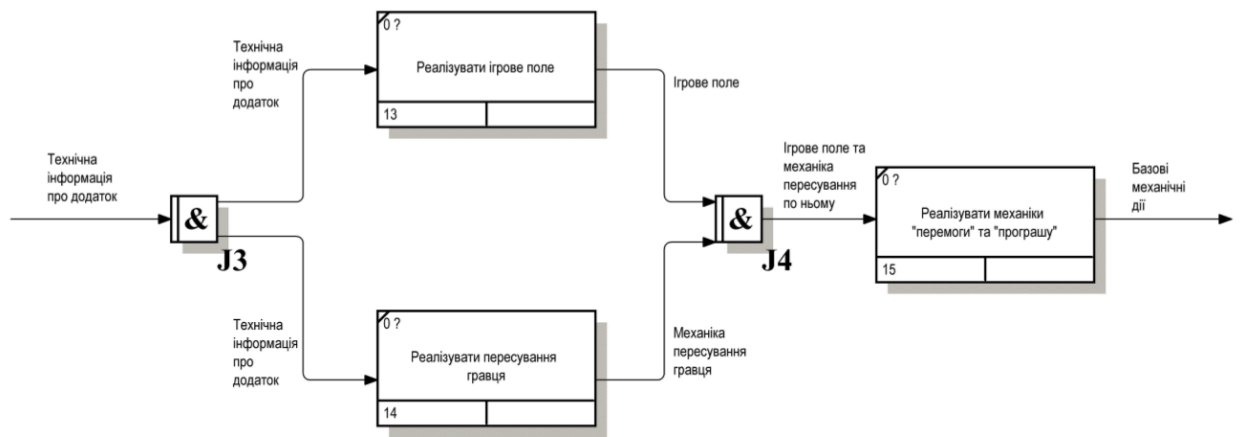 Технічна
інформація
про додаток
&
J3
Технічна
інформація
про
додаток
0 ?
Реалізувати ігрове поле
13
Ігрове поле
Технічна
інформація
про
додаток
0 ?
Реалізувати пересування
гравця
14
Механіка
пересування
гравця
&
J4
Ігрове поле та
механіка
пересування
по ньому
0 ?
Реалізувати механіки
"перемоги" та "програшу"
15
Базові
механічні
дії